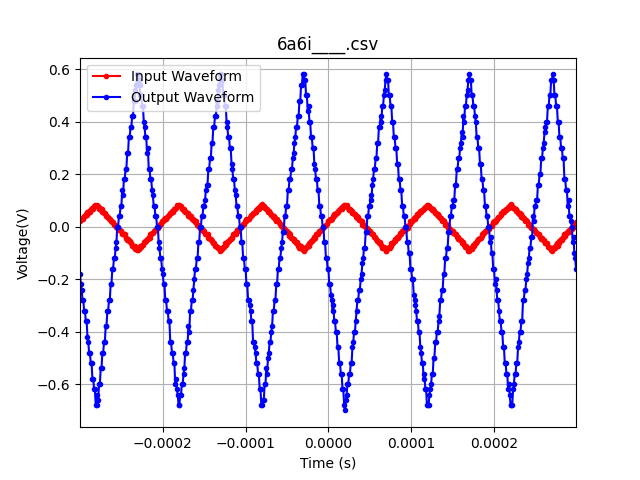 6a6i____.csv
Input Waveform
Output Waveform
Voltage(V)
0.6
0.4
0.2
0.0
−0.2
−0.4
−0.6
−0.0002
−0.0001
0.0000
0.0001
0.0002
Time (s)